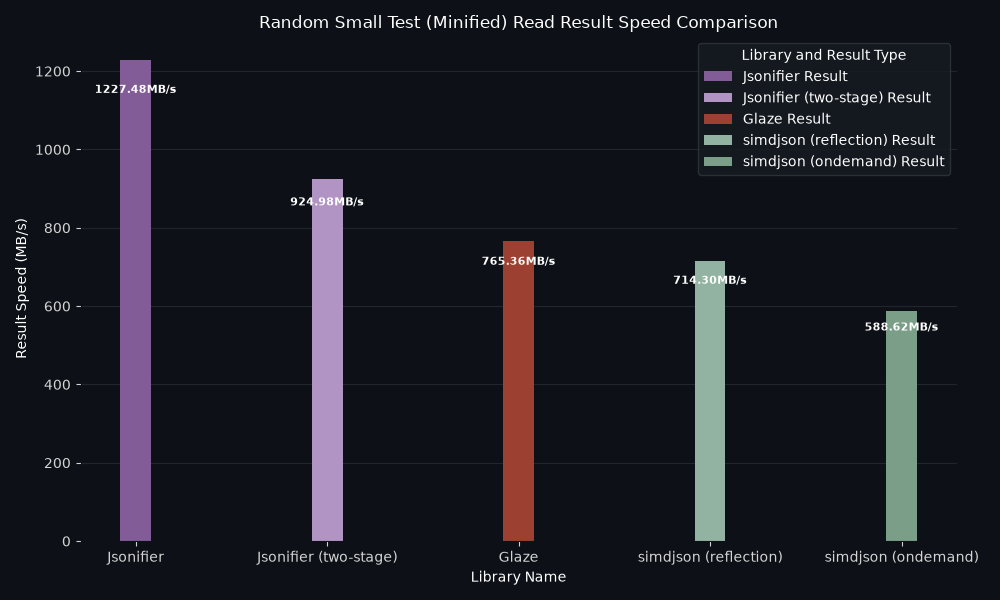 Random Small Test (Minified) Read Result Speed Comparison
Library and Result Type
Jsonifier Result
Jsonifier (two-stage) Result
Glaze Result
simdjson (reflection) Result
simdjson (ondemand) Result
Result Speed (MB/s)
1200
1000
800
600
400
200
0
1227.48MB/s
924.98MB/s
765.36MB/s
714.30MB/s
588.62MB/s
Jsonifier
Jsonifier (two-stage)
Glaze
simdjson (reflection)
simdjson (ondemand)
Library Name